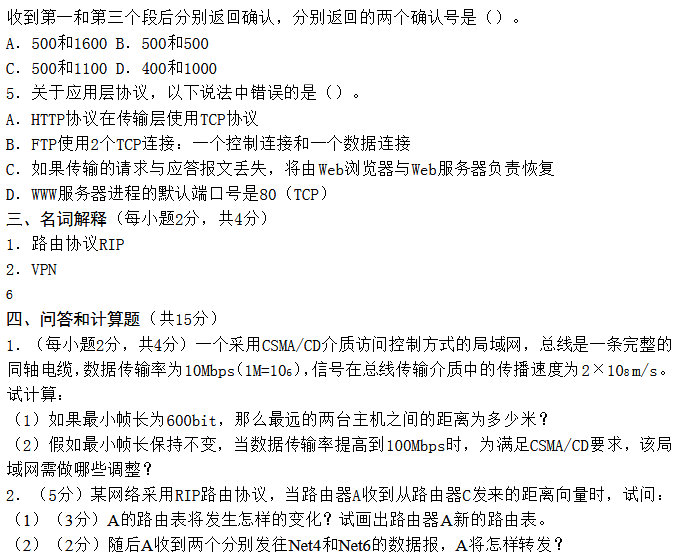 收到第一和第三个段后分别返回确认，分别返回的两个确认号是（）。
A．500和1600 B．500和500
C．500和1100 D．400和1000
5．关于应用层协议，以下说法中错误的是（）。
A．HTTP协议在传输层使用TCP协议
B．FTP使用2个TCP连接：一个控制连接和一个数据连接
C．如果传输的请求与应答报文丢失，将由Web浏览器与Web服务器负责恢复
D．WWW服务器进程的默认端口号是80（TCP）
三、名词解释（每小题2分，共4分）
1．路由协议RIP
2．VPN
6
四、问答和计算题（共15分）
1．（每小题2分，共4分）一个采用CSMA/CD介质访问控制方式的局域网，总线是一条完整的
同轴电缆，数据传输率为10Mbps（1M=10₆），信号在总线传输介质中的传播速度为2×10₈m/s。
试计算：
（1）如果最小帧长为600bit，那么最远的两台主机之间的距离为多少米？
（2）假如最小帧长保持不变，当数据传输率提高到100Mbps时，为满足CSMA/CD要求，该局
域网需做哪些调整？
2．（5分）某网络采用RIP路由协议，当路由器A收到从路由器C发来的距离向量时，试问：
（1）（3分）A的路由表将发生怎样的变化？试画出路由器A新的路由表。
（2）（2分）随后A收到两个分别发往Net4和Net6的数据报，A将怎样转发？